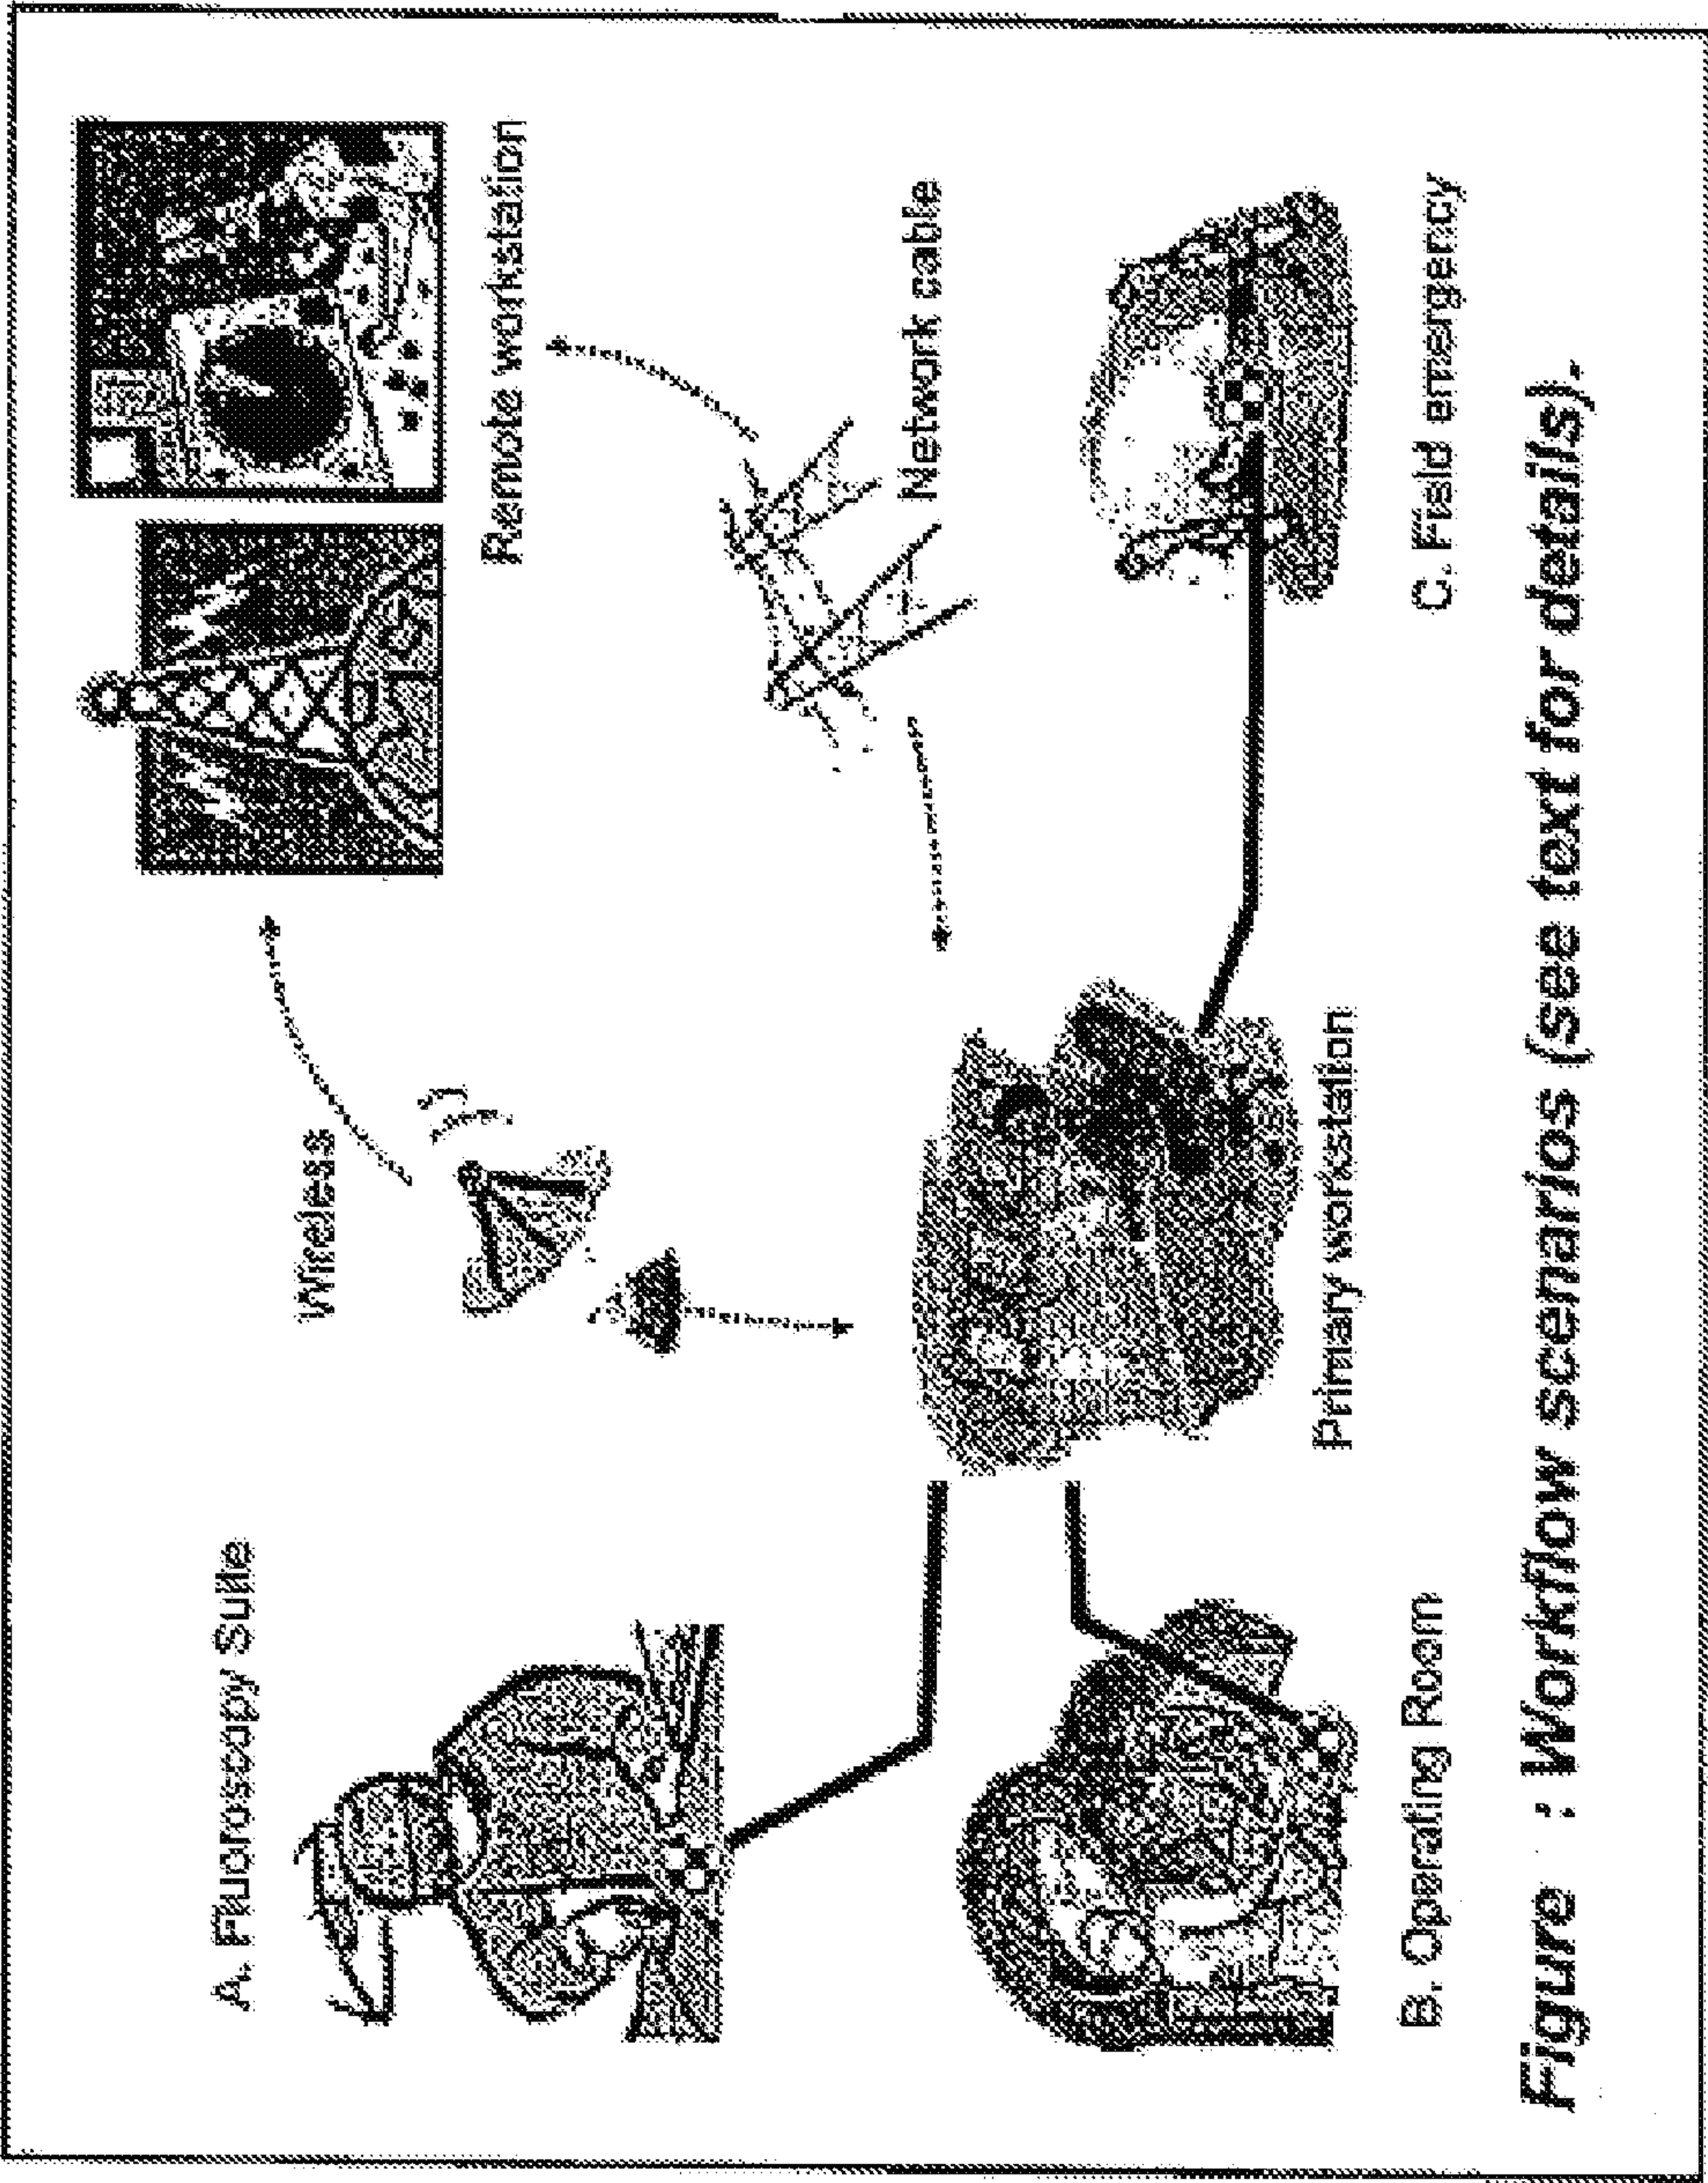 A. Fluoroscopy Suite
Wireless
Remote workstation
Network cable
B. Operating Room
Primary workstation
C. Field emergency
Figure : Workflow scenarios (see text for details).